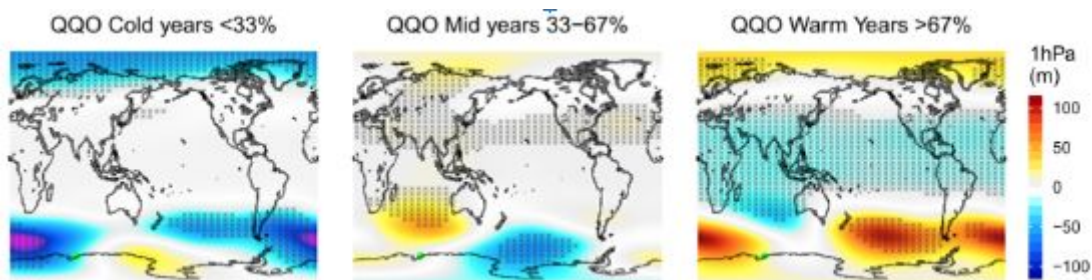 QQO Cold years <33%
QQO Mid years 33−67%
QQO Warm Years >67%
1hPa
(m)
100
50
0
−50
−100